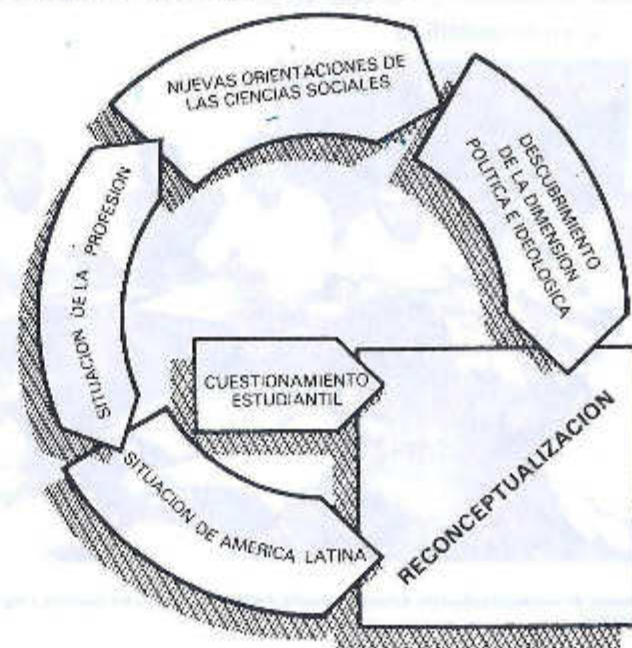 NUEVAS ORIENTACIONES DE
LAS CIENCIAS SOCIALES
DESCUBRIMIENTO
DE LA DIMENSION
POLITICA E IDEOLOGICA
SITUACION DE LA PROFESION
CUESTIONAMIENTO
ESTUDIANTIL
SITUACION DE AMERICA LATINA
RECONCEPTUALIZACION